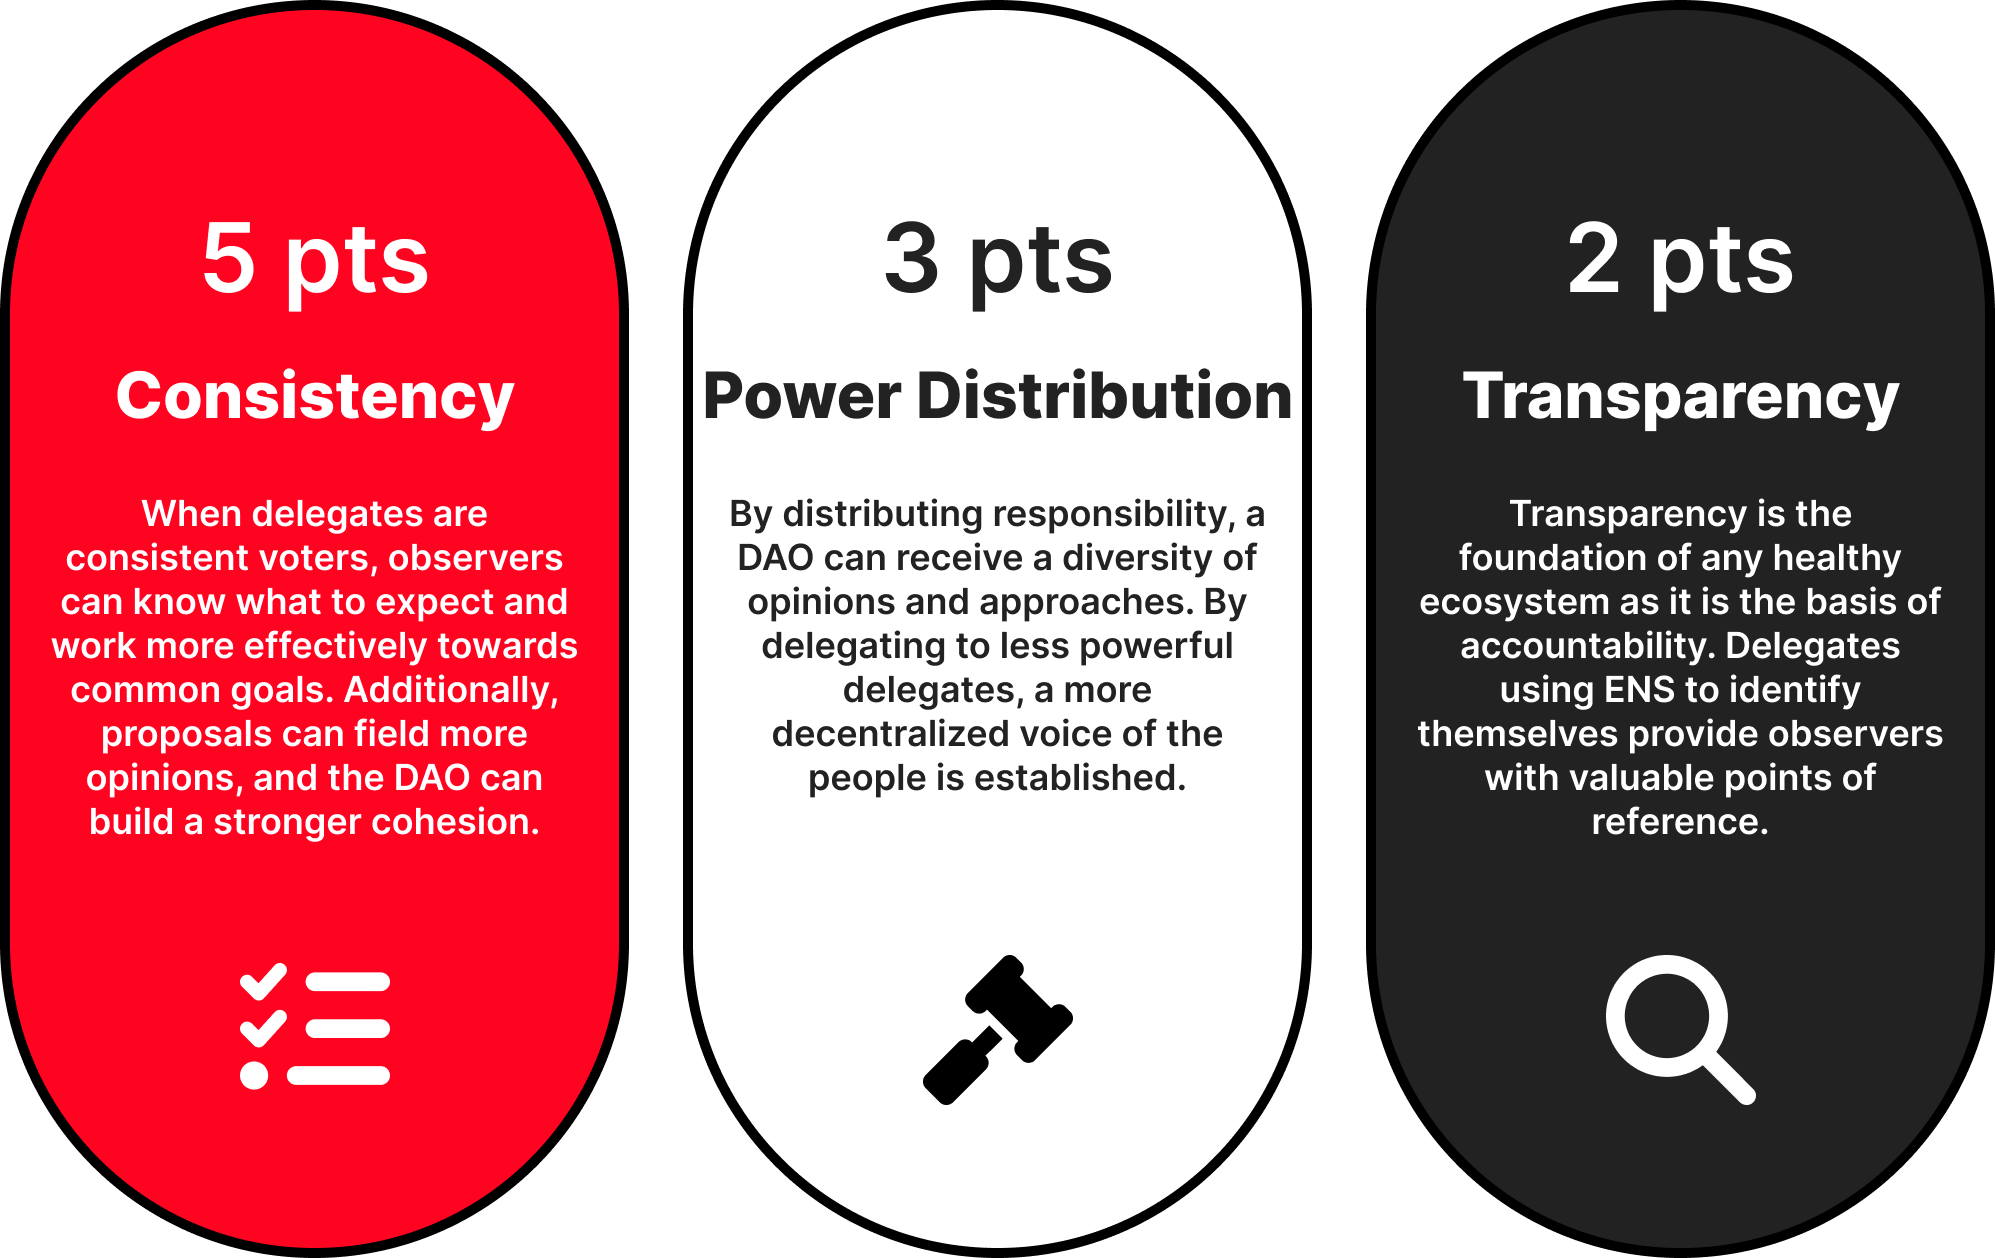 5 pts
Consistency
When delegates are
consistent voters, observers
can know what to expect and
work more effectively towards
common goals. Additionally,
proposals can field more
opinions, and the DAO can
build a stronger cohesion.
3 pts
Power Distribution
By distributing responsibility, a
DAO can receive a diversity of
opinions and approaches. By
delegating to less powerful
delegates, a more
decentralized voice of the
people is established.
2 pts
Transparency
Transparency is the
foundation of any healthy
ecosystem as it is the basis of
accountability. Delegates
using ENS to identify
themselves provide observers
with valuable points of
reference.